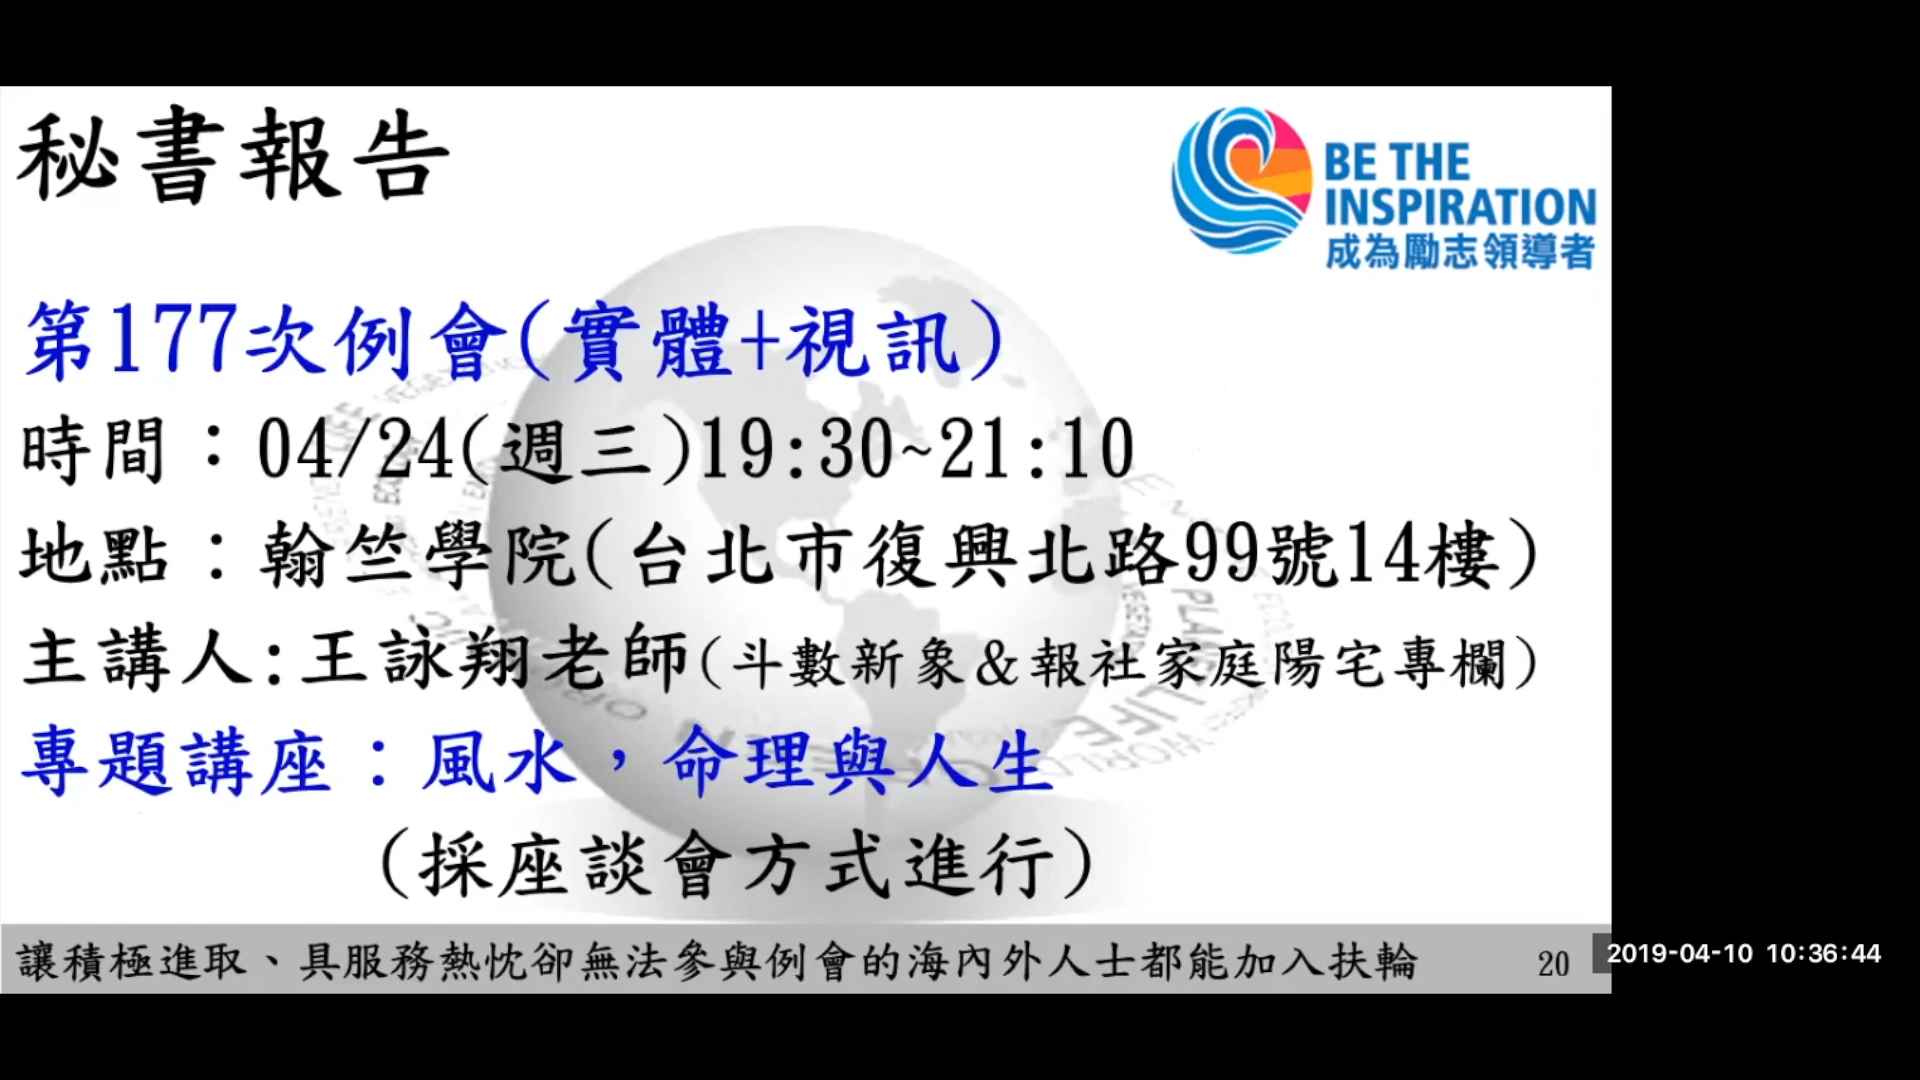 秘書報告
BE THE
INSPIRATION
成為勵志領導者
第177次例會(實體+視訊)
時間：04/24(週三)19:30~21:10
地點：翰竺學院(台北市復興北路99號14樓)
主講人:王詠翔老師(斗數新象&報社家庭陽宅專欄)
專題講座：風水，命理與人生
(採座談會方式進行)
讓積極進取、具服務熱忱卻無法參與例會的海內外人士都能加入扶輪
20
2019-04-10 10:36:44